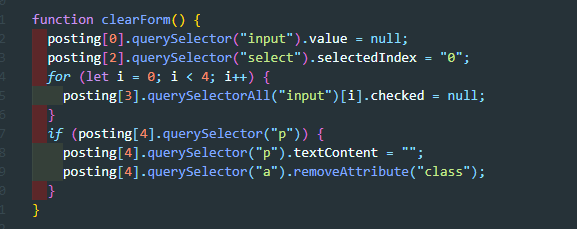 function clearForm() {
posting[0].querySelector("input").value = null;
posting[2].querySelector("select").selectedIndex = "0";
for (let i = 0; i < 4; i++) {
posting[3].querySelectorAll("input")[i].checked = null;
}
if (posting[4].querySelector("p")) {
posting[4].querySelector("p").textContent = "";
posting[4].querySelector("a").removeAttribute("class");
}
}